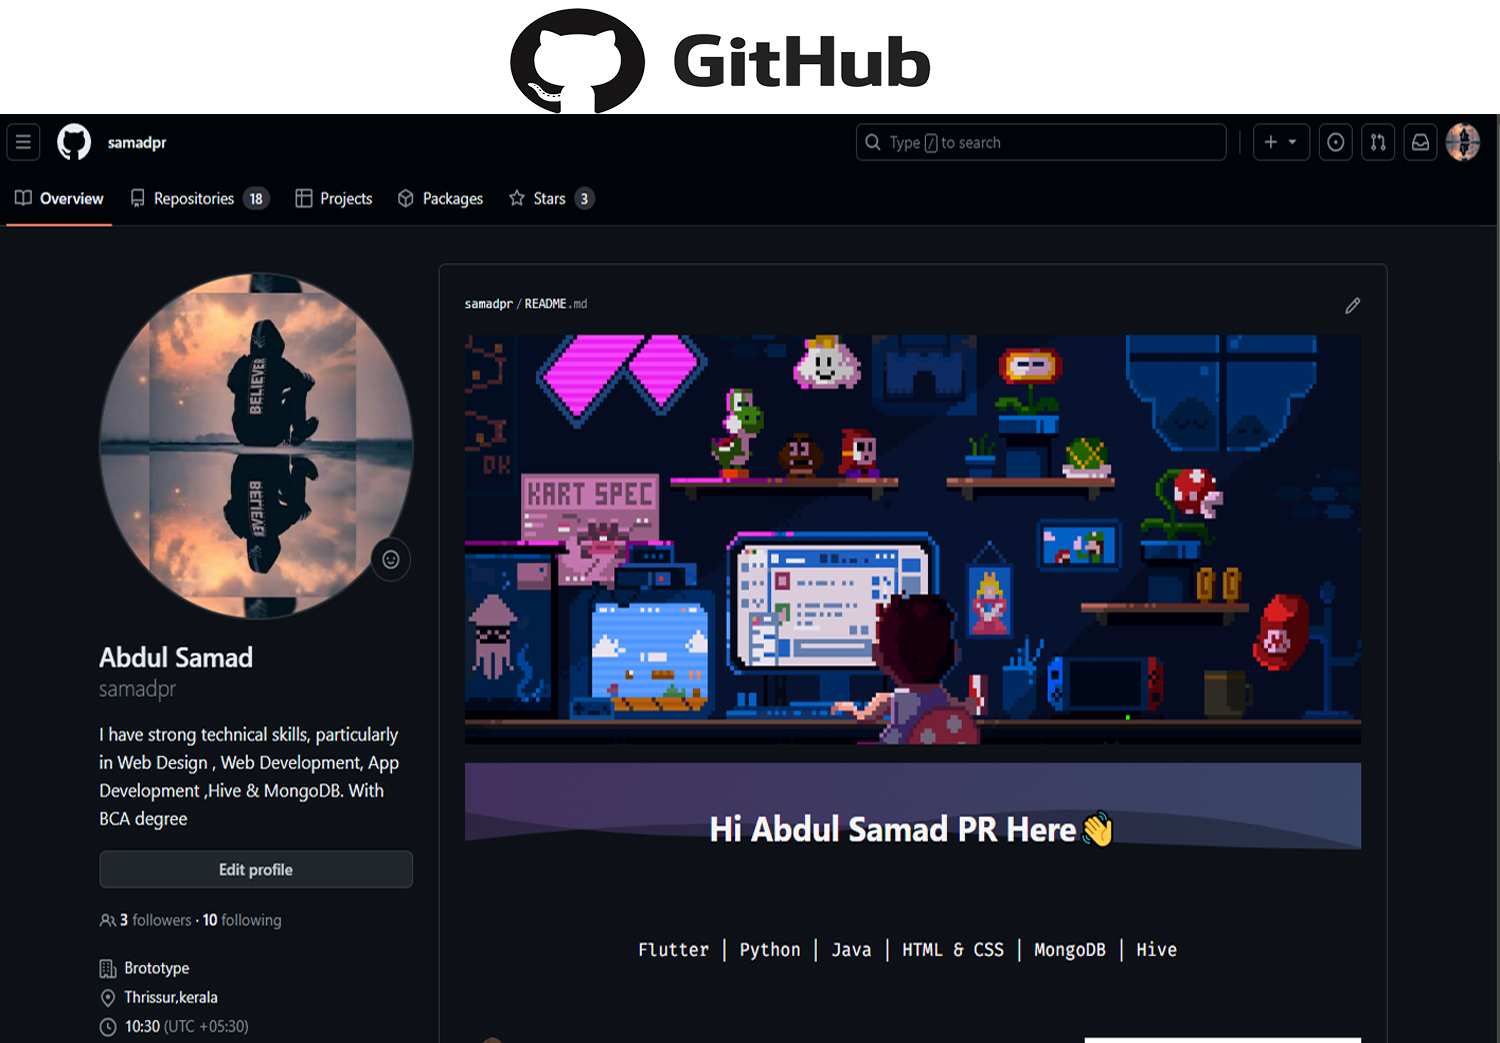 GitHub
samadpr
Type / to search
Overview
Repositories 18
Projects
Packages
Stars 3
BELIEVER
BELIEVER
Abdul Samad
samadpr
I have strong technical skills, particularly
in Web Design , Web Development, App
Development ,Hive & MongoDB. With
BCA degree
Edit profile
3 followers · 10 following
Brototype
Thrissur,kerala
10:30 (UTC +05:30)
samadpr / README.md
DK
KART SPEC
Hi Abdul Samad PR Here👋
Flutter | Python | Java | HTML & CSS | MongoDB | Hive